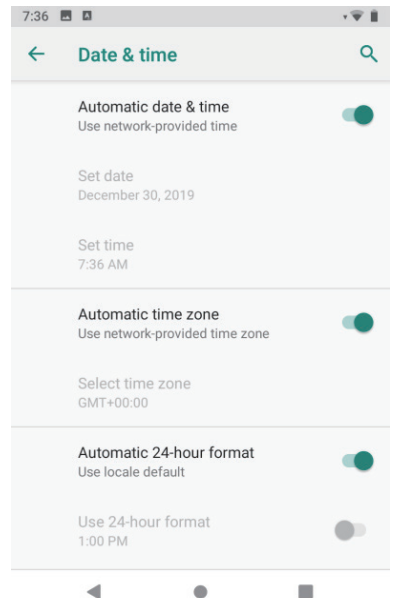 7:36 A
Date & time
Automatic date & time
Use network-provided time
Set date
December 30, 2019
Set time
7:36 AM
Automatic time zone
Use network-provided time zone
Select time zone
GMT+00:00
Automatic 24-hour format
Use locale default
Use 24-hour format
1:00 PM